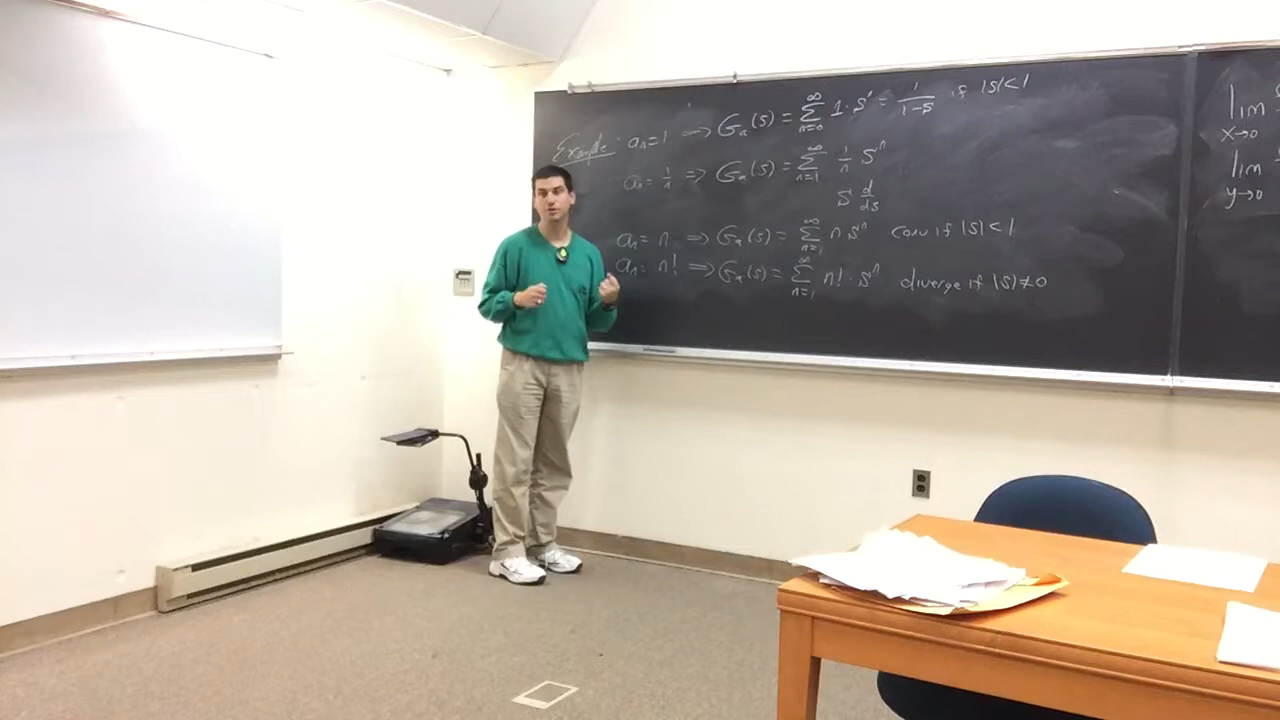 Example: aₙ=1 ⟹ Gₐ(s) = ∑_{n=0}^{∞} 1·sⁿ = 1/(1-s) if |s|<1
aₙ = 1/n ⟹ Gₐ(s) = ∑_{n=1}^{∞} 1/n sⁿ
s d/ds
aₙ = n ⟹ Gₐ(s) = ∑_{n=1}^{∞} n sⁿ conv if |s|<1
aₙ = n! ⟹ Gₐ(s) = ∑_{n=1}^{∞} n!·sⁿ diverge if |s|≠0
lim x→0
lim y→0